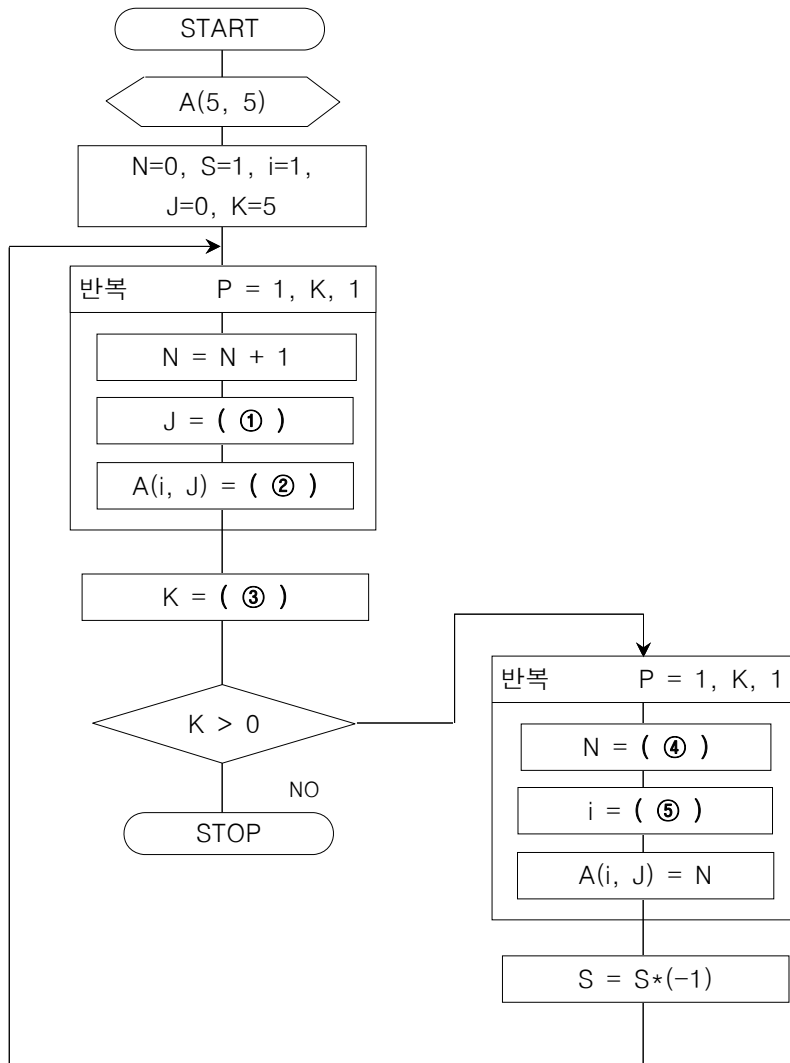 START
A(5, 5)
N=0, S=1, i=1,
J=0, K=5
반복 P = 1, K, 1
N = N + 1
J = ( ① )
A(i, J) = ( ② )
K = ( ③ )
K > 0
NO
STOP
반복 P = 1, K, 1
N = ( ④ )
i = ( ⑤ )
A(i, J) = N
S = S*(-1)